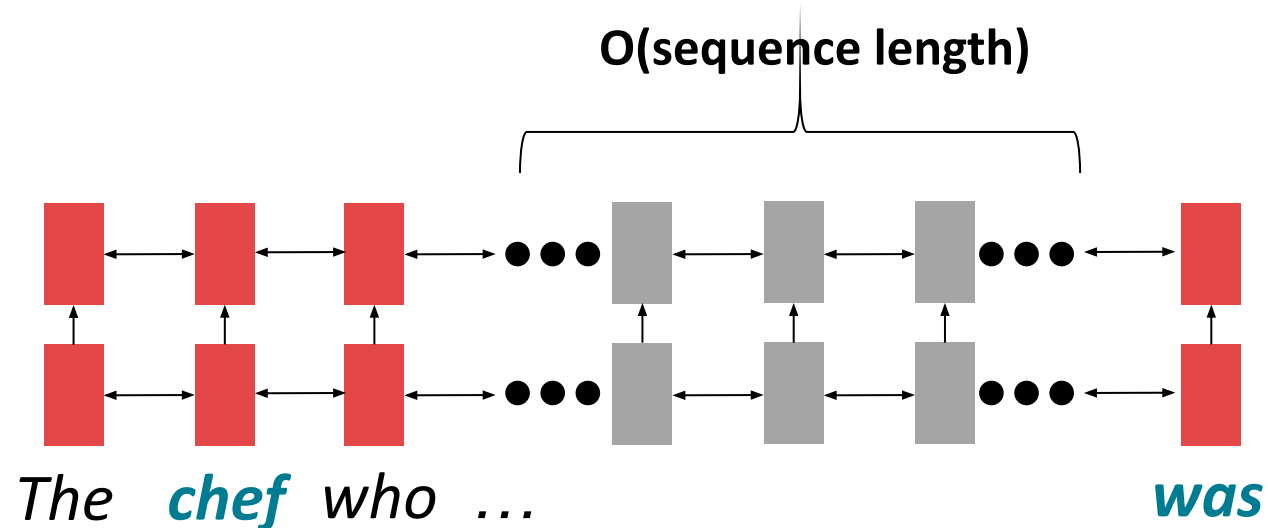 O(sequence length)
The chef who … was